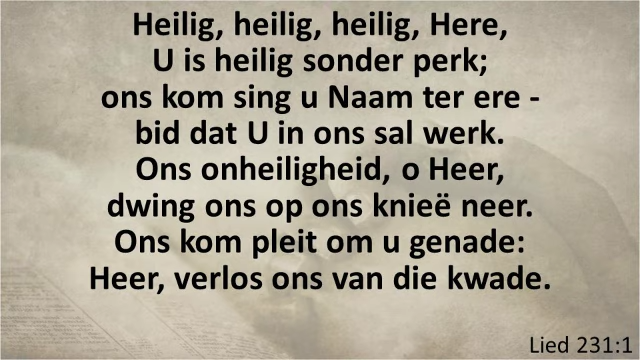 Heilig, heilig, heilig, Here,
U is heilig sonder perk;
ons kom sing u Naam ter ere -
bid dat U in ons sal werk.
Ons onheiligheid, o Heer,
dwing ons op ons knieë neer.
Ons kom pleit om u genade:
Heer, verlos ons van die kwade.
Lied 231:1